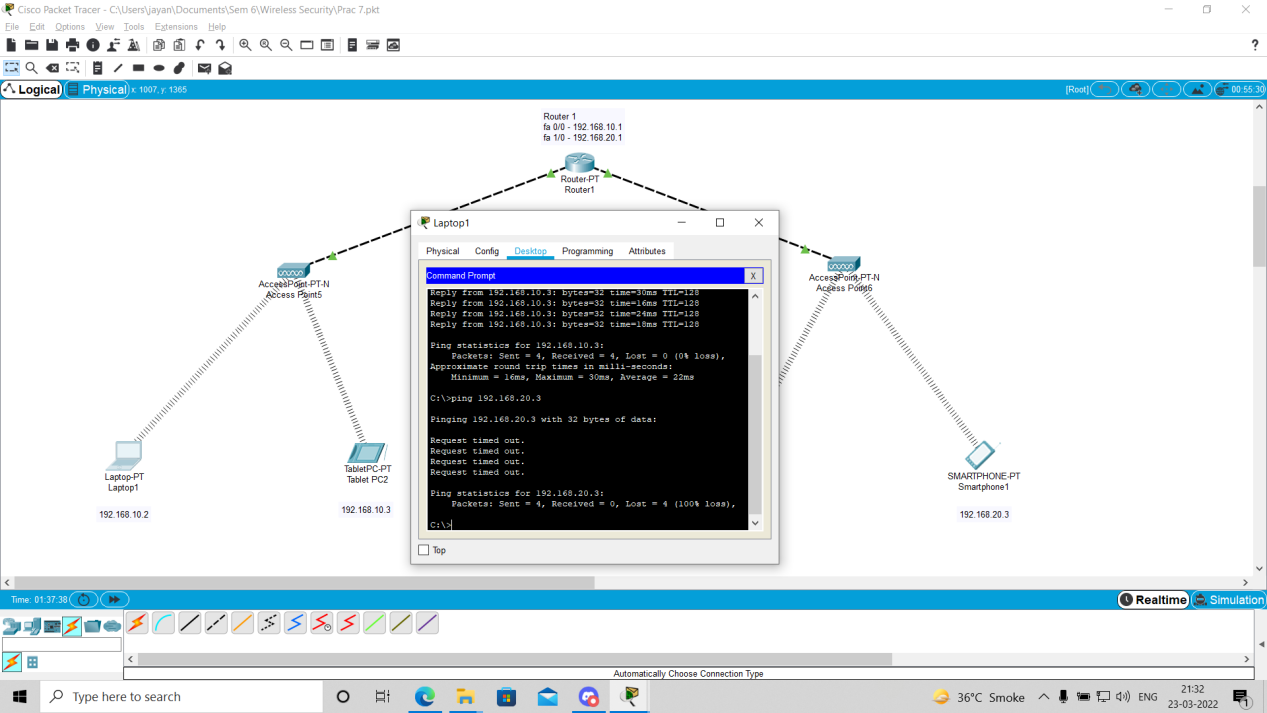 Cisco Packet Tracer - C:\Users\jayan\Documents\Sem 6\Wireless Security\Prac 7.pkt
File Edit Options View Tools Extensions Help
?
Logical Physical x: 1007, y: 1365 [Root] 00:55:30
Router 1
fa 0/0 - 192.168.10.1
fa 1/0 - 192.168.20.1
Router-PT
Router1
Laptop1
Physical Config Desktop Programming Attributes
Command Prompt X
Reply from 192.168.10.3: bytes=32 time=30ms TTL=128
Reply from 192.168.10.3: bytes=32 time=16ms TTL=128
Reply from 192.168.10.3: bytes=32 time=24ms TTL=128
Reply from 192.168.10.3: bytes=32 time=18ms TTL=128
Ping statistics for 192.168.10.3:
Packets: Sent = 4, Received = 4, Lost = 0 (0% loss),
Approximate round trip times in milli-seconds:
Minimum = 16ms, Maximum = 30ms, Average = 22ms
C:\>ping 192.168.20.3
Pinging 192.168.20.3 with 32 bytes of data:
Request timed out.
Request timed out.
Request timed out.
Request timed out.
Ping statistics for 192.168.20.3:
Packets: Sent = 4, Received = 0, Lost = 4 (100% loss),
C:\>
Top
AccessPoint-PT-N
Access Point5
AccessPoint-PT-N
Access Point6
Laptop-PT
Laptop1
192.168.10.2
TabletPC-PT
Tablet PC2
192.168.10.3
SMARTPHONE-PT
Smartphone1
192.168.20.3
Time: 01:37:38 Realtime Simulation
Automatically Choose Connection Type
Type here to search
36°C Smoke ENG 21:32
23-03-2022
1